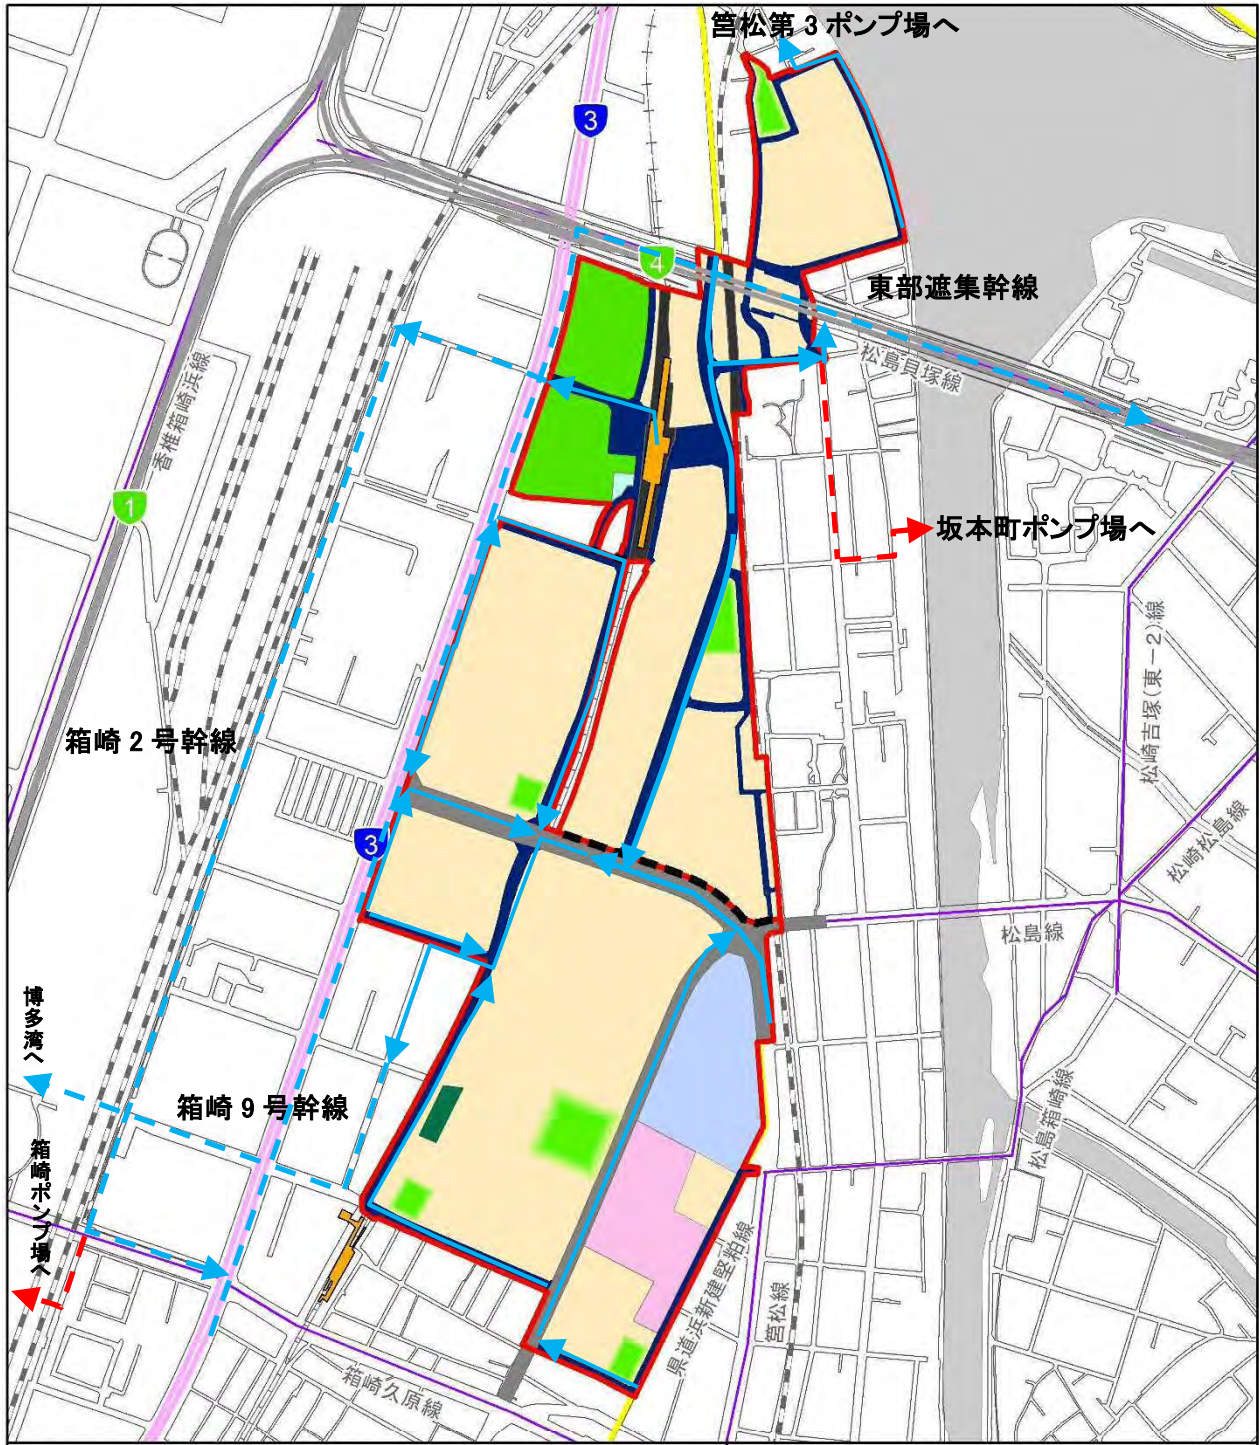 筥松第３ポンプ場へ
3
4
東部遮集幹線
松島貝塚線
香椎箱崎浜線
1
坂本町ポンプ場へ
松崎吉塚(東－２)線
箱崎２号幹線
3
松崎松島線
松島線
博多湾へ
箱崎９号幹線
松島箱崎線
箱崎ポンプ場へ
県道浜新建堅粕線
筥松線
箱崎久原線